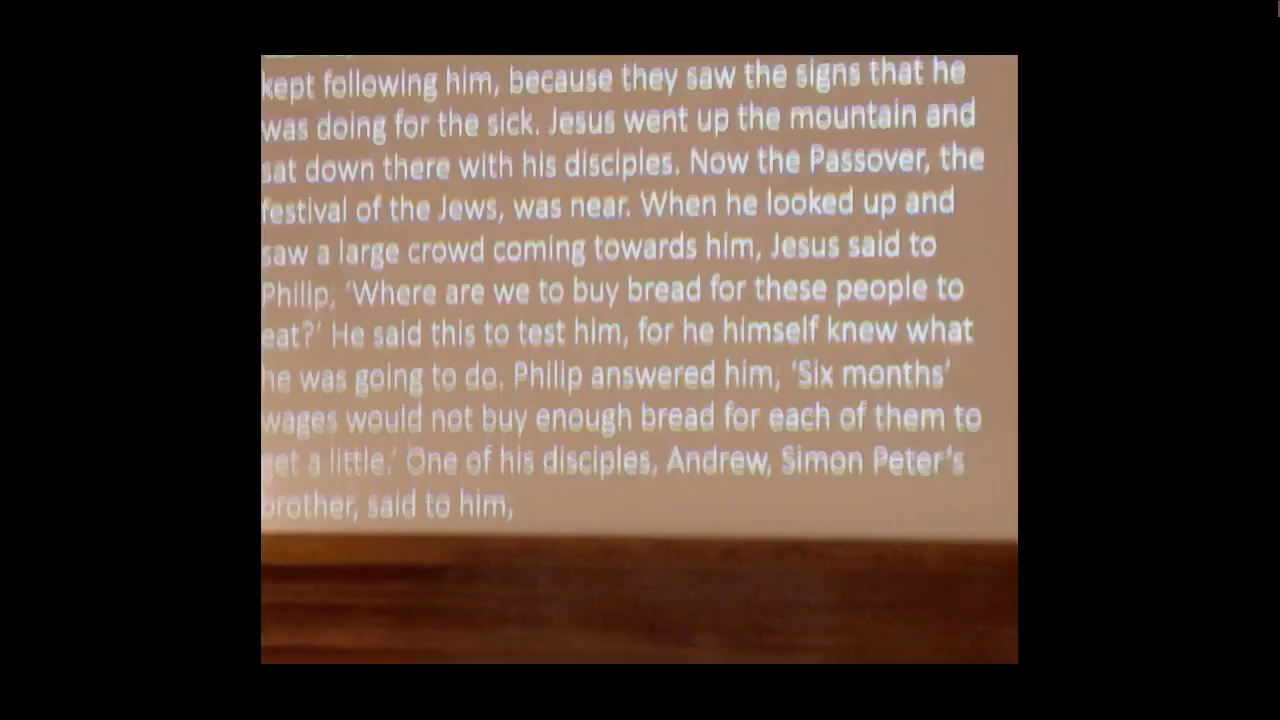 kept following him, because they saw the signs that he
was doing for the sick. Jesus went up the mountain and
sat down there with his disciples. Now the Passover, the
festival of the Jews, was near. When he looked up and
saw a large crowd coming towards him, Jesus said to
Philip, ‘Where are we to buy bread for these people to
eat?’ He said this to test him, for he himself knew what
he was going to do. Philip answered him, ‘Six months’
wages would not buy enough bread for each of them to
get a little.’ One of his disciples, Andrew, Simon Peter’s
brother, said to him,